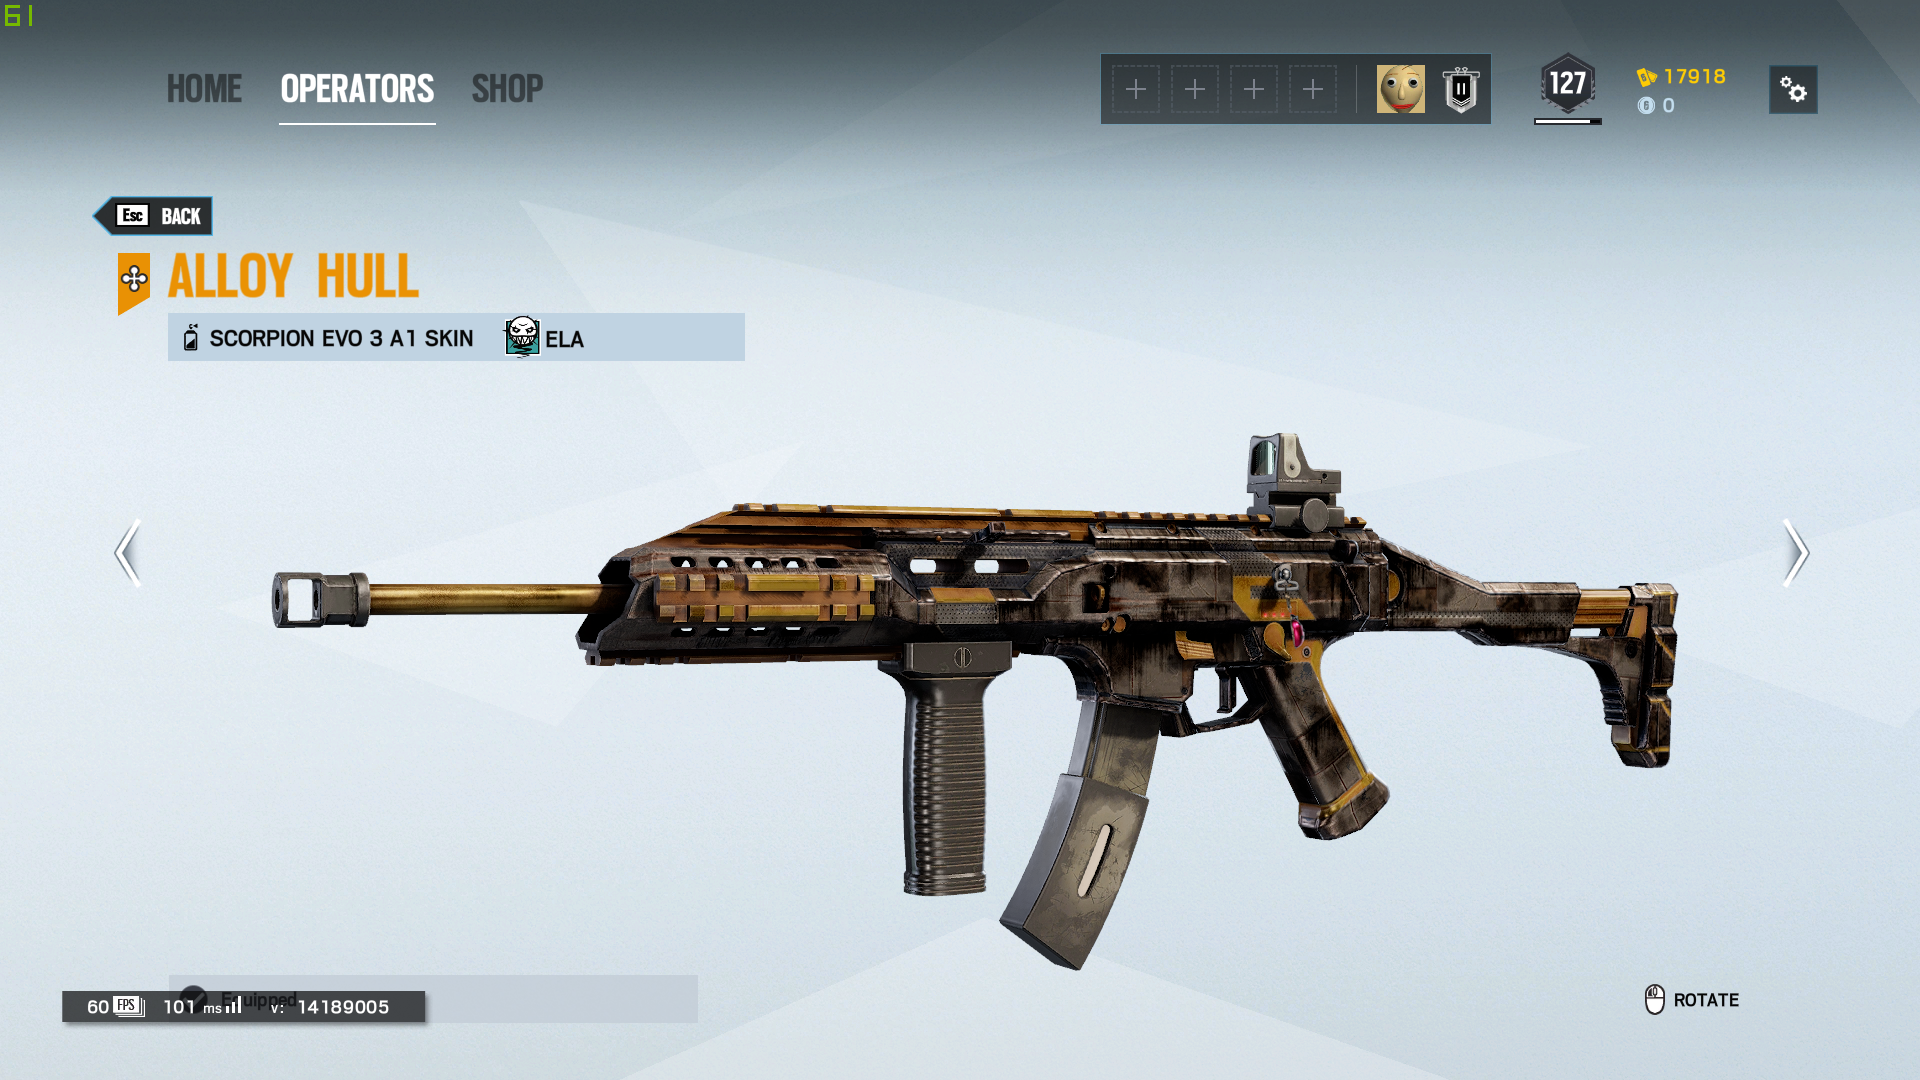 61
HOME OPERATORS SHOP
127
17918
0
Esc BACK
ALLOY HULL
SCORPION EVO 3 A1 SKIN ELA
Equipped
60 FPS 101 ms v: 14189005
ROTATE